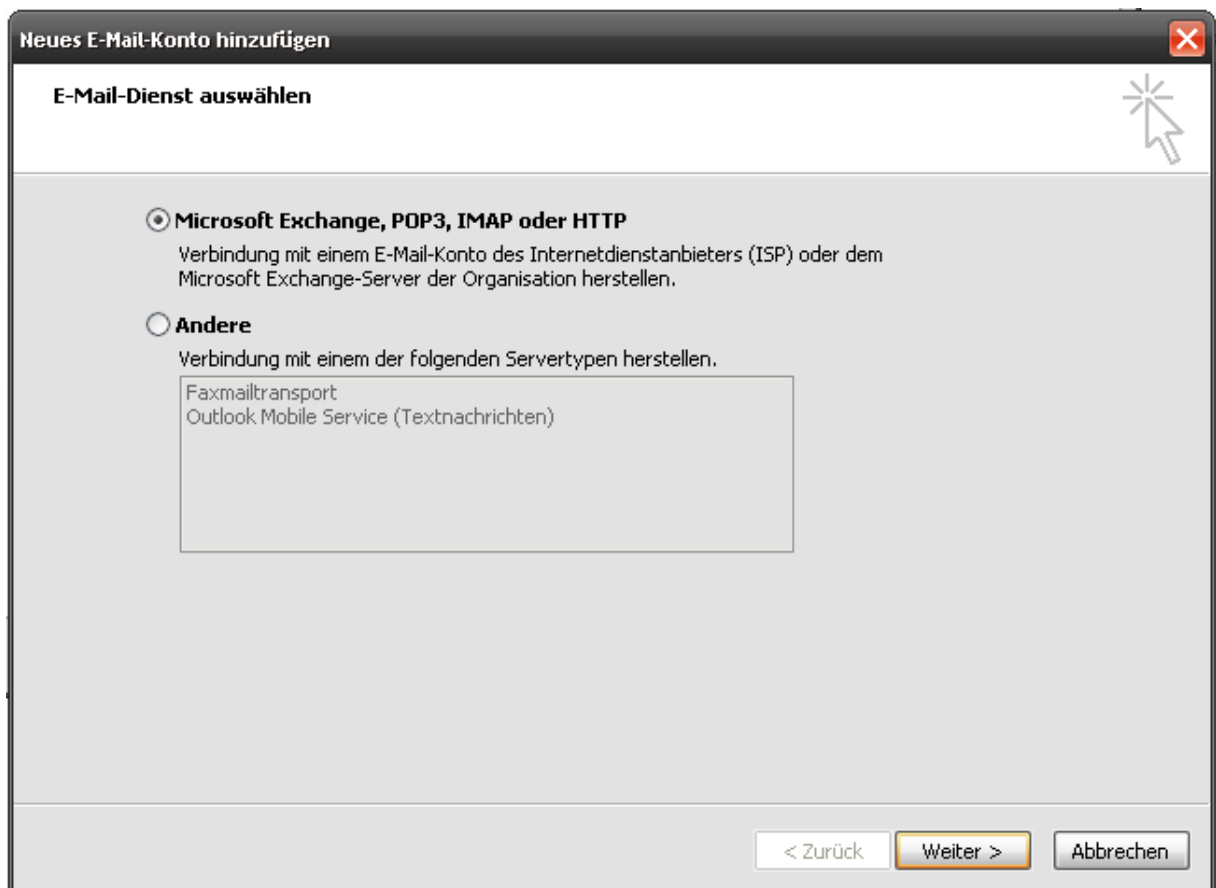 Neues E-Mail-Konto hinzufügen
E-Mail-Dienst auswählen
Microsoft Exchange, POP3, IMAP oder HTTP
Verbindung mit einem E-Mail-Konto des Internetdienstanbieters (ISP) oder dem
Microsoft Exchange-Server der Organisation herstellen.
Andere
Verbindung mit einem der folgenden Servertypen herstellen.
Faxmailtransport
Outlook Mobile Service (Textnachrichten)
< Zurück Weiter > Abbrechen